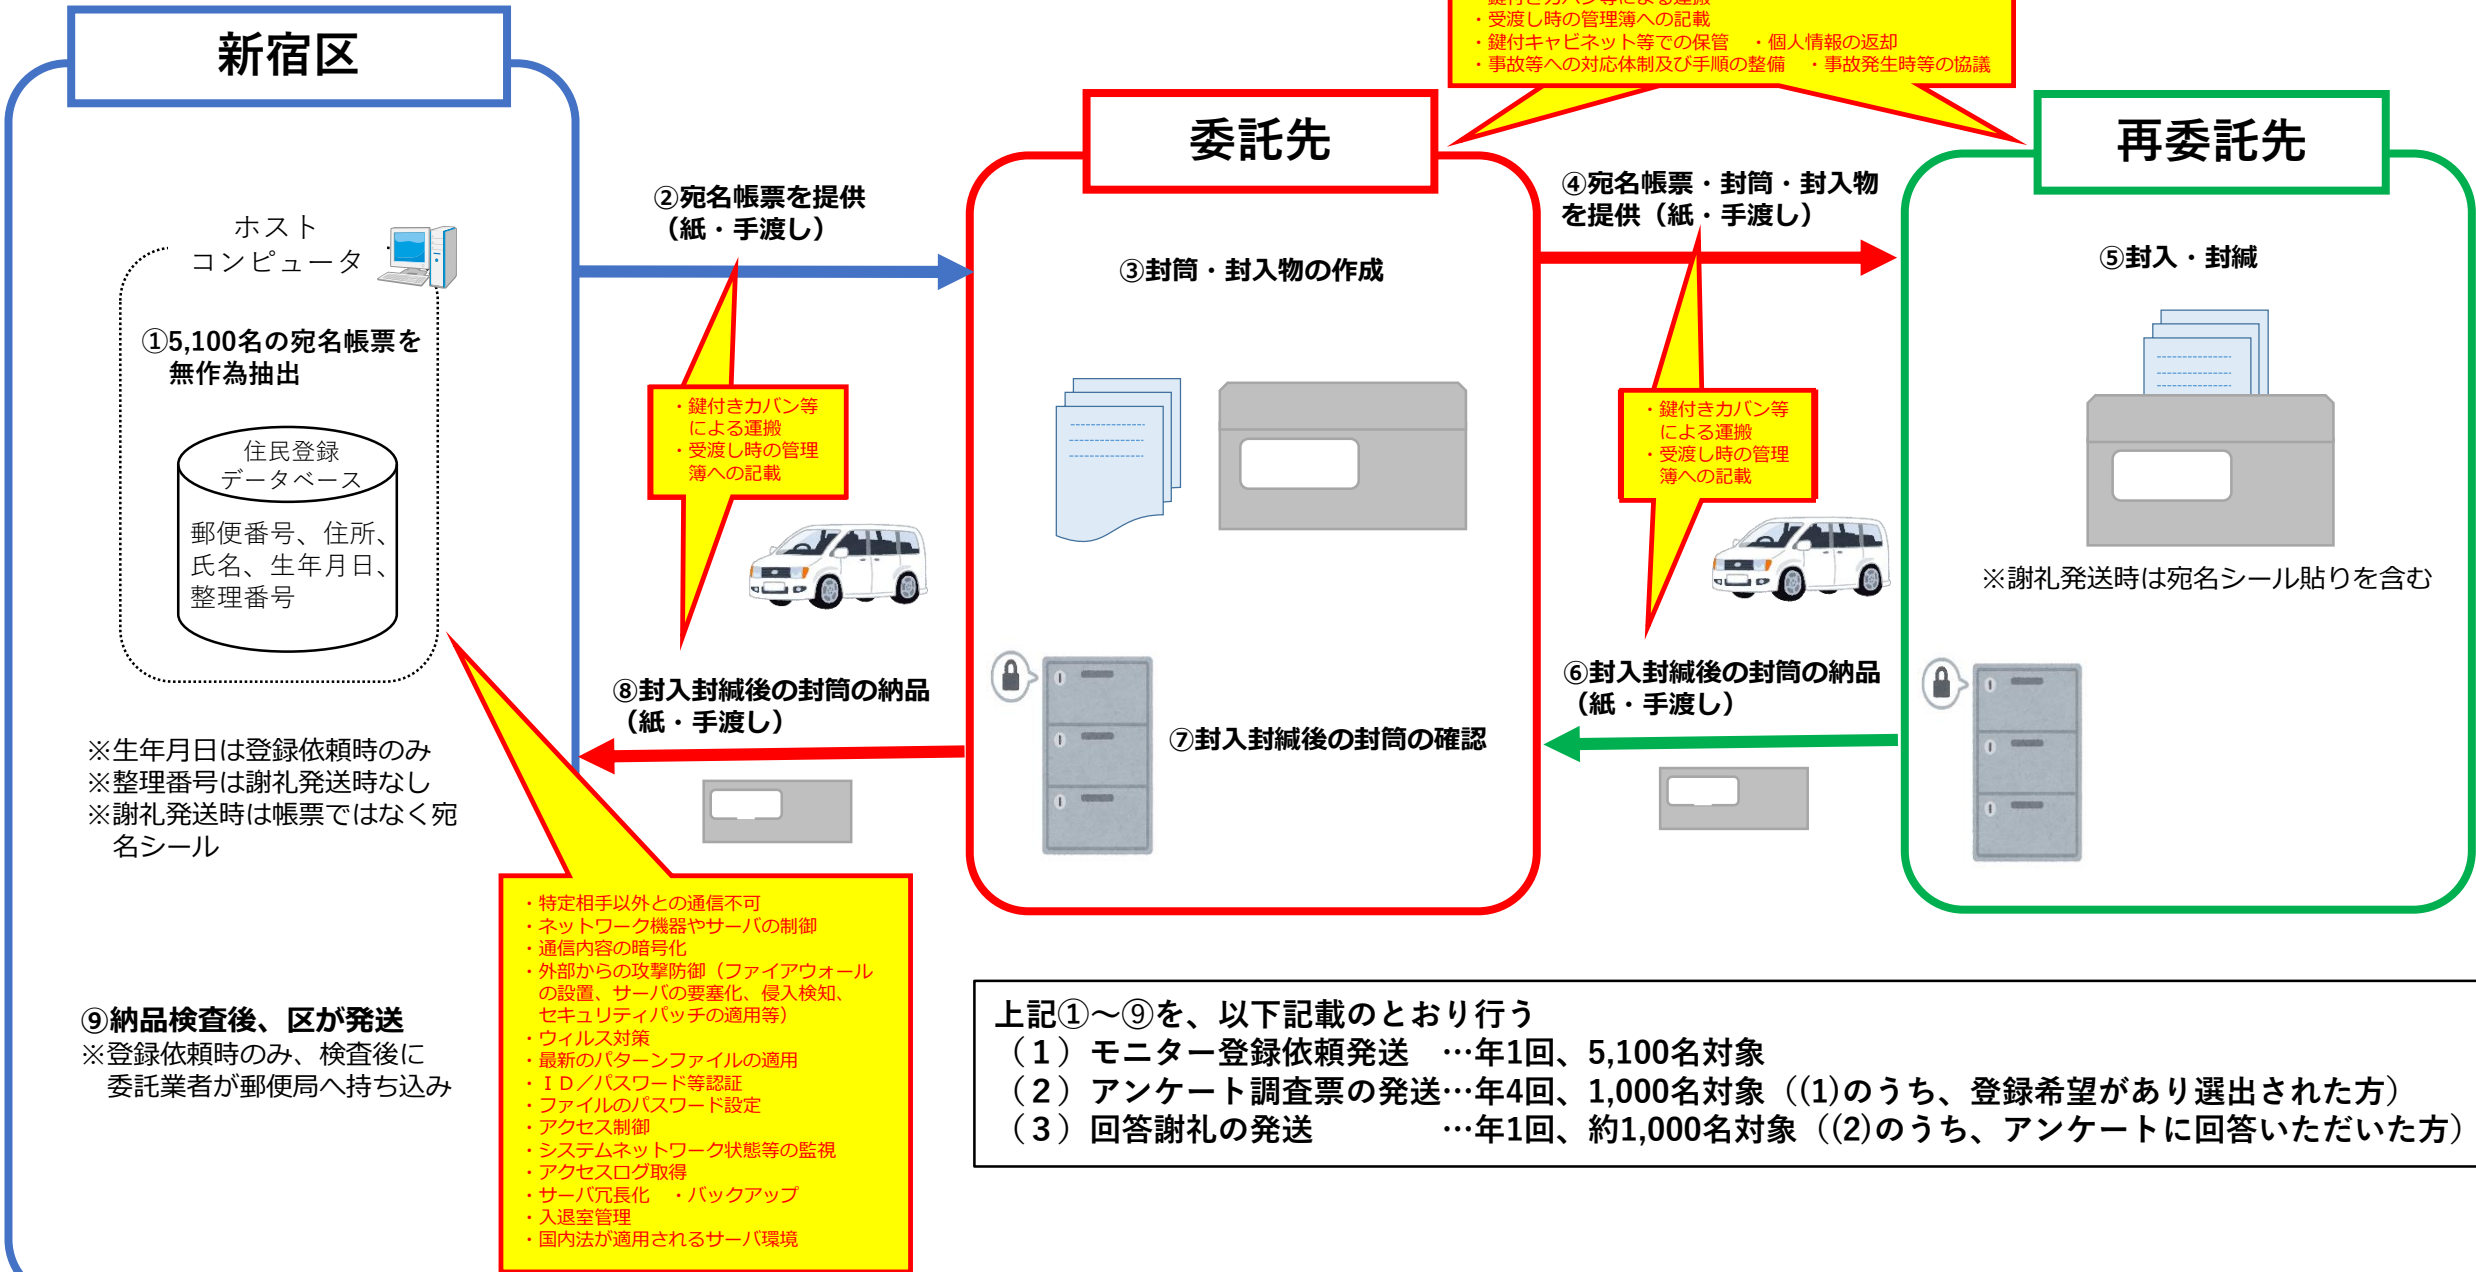 新宿区
ホスト
コンピュータ
①5,100名の宛名帳票を
無作為抽出
住民登録
データベース
郵便番号、住所、
氏名、生年月日、
整理番号
※生年月日は登録依頼時のみ
※整理番号は謝礼発送時なし
※謝礼発送時は帳票ではなく宛
名シール
⑨納品検査後、区が発送
※登録依頼時のみ、検査後に
委託業者が郵便局へ持ち込み
・特定相手以外との通信不可
・ネットワーク機器やサーバの制御
・通信内容の暗号化
・外部からの攻撃防御（ファイアウォール
の設置、サーバの要塞化、侵入検知、
セキュリティパッチの適用等）
・ウィルス対策
・最新のパターンファイルの適用
・ＩＤ／パスワード等認証
・ファイルのパスワード設定
・アクセス制御
・システムネットワーク状態等の監視
・アクセスログ取得
・サーバ冗長化　・バックアップ
・入退室管理
・国内法が適用されるサーバ環境
②宛名帳票を提供
（紙・手渡し）
・鍵付きカバン等
による運搬
・受渡し時の管理
簿への記載
⑧封入封緘後の封筒の納品
（紙・手渡し）
委託先
③封筒・封入物の作成
⑦封入封緘後の封筒の確認
・鍵付きカバン等による運搬
・受渡し時の管理簿への記載
・鍵付キャビネット等での保管　・個人情報の返却
・事故等への対応体制及び手順の整備　・事故発生時等の協議
④宛名帳票・封筒・封入物
を提供（紙・手渡し）
・鍵付きカバン等
による運搬
・受渡し時の管理
簿への記載
⑥封入封緘後の封筒の納品
（紙・手渡し）
再委託先
⑤封入・封緘
※謝礼発送時は宛名シール貼りを含む
上記①～⑨を、以下記載のとおり行う
（１）モニター登録依頼発送　…年1回、5,100名対象
（２）アンケート調査票の発送…年4回、1,000名対象（(1)のうち、登録希望があり選出された方）
（３）回答謝礼の発送　　　　…年1回、約1,000名対象（(2)のうち、アンケートに回答いただいた方）